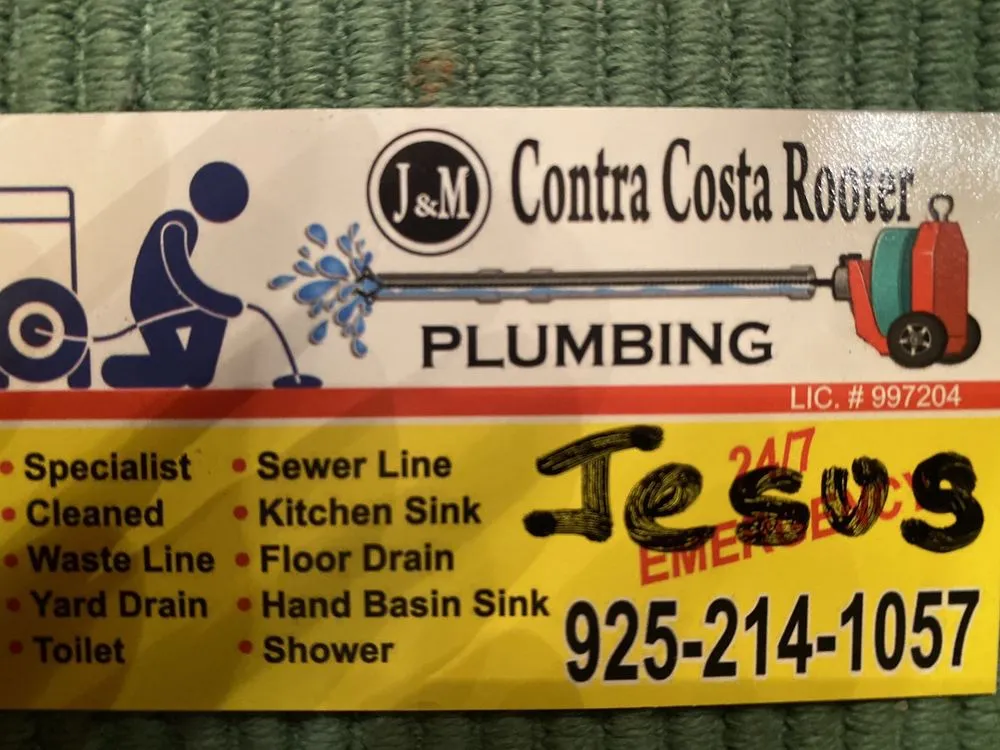 J&M Contra Costa Rooter
PLUMBING
LIC. # 997204
• Specialist
• Cleaned
• Waste Line
• Yard Drain
• Toilet
• Sewer Line
• Kitchen Sink
• Floor Drain
• Hand Basin Sink
• Shower
24/7
EMERGENCY
Jesus
925-214-1057